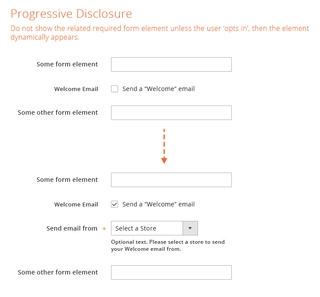 Progressive Disclosure
Do not show the related required form element unless the user 'opts in', then the element
dynamically appears.
Some form element
Welcome Email Send a "Welcome" email
Some other form element
Some form element
Welcome Email Send a "Welcome" email
Send email from * Select a Store
Optional text. Please select a store to send
your Welcome email from.
Some other form element